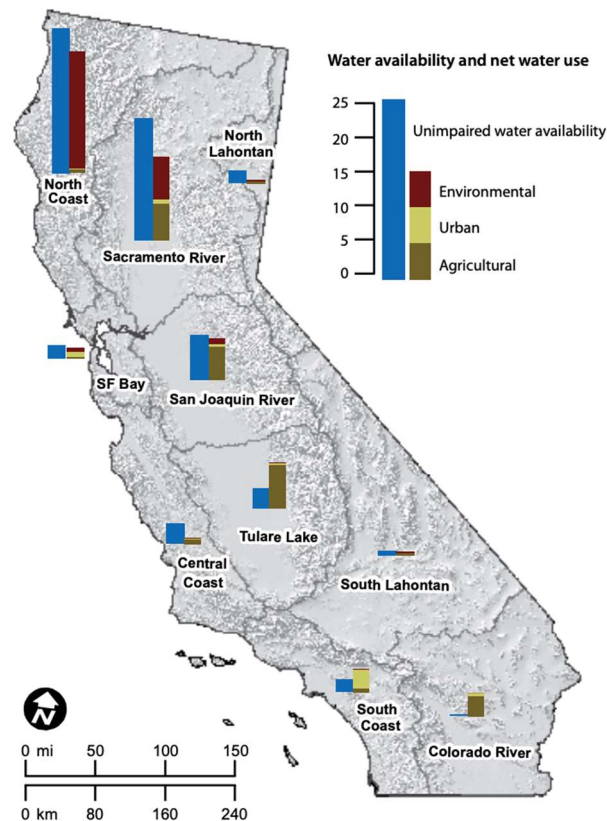 Water availability and net water use
25
20
15
10
5
0
Unimpaired water availability
Environmental
Urban
Agricultural
North
Lahontan
North
Coast
Sacramento River
SF Bay
San Joaquin River
Tulare Lake
Central
Coast
South Lahontan
South
Coast
Colorado River
N
0 mi 50 100 150
0 km 80 160 240